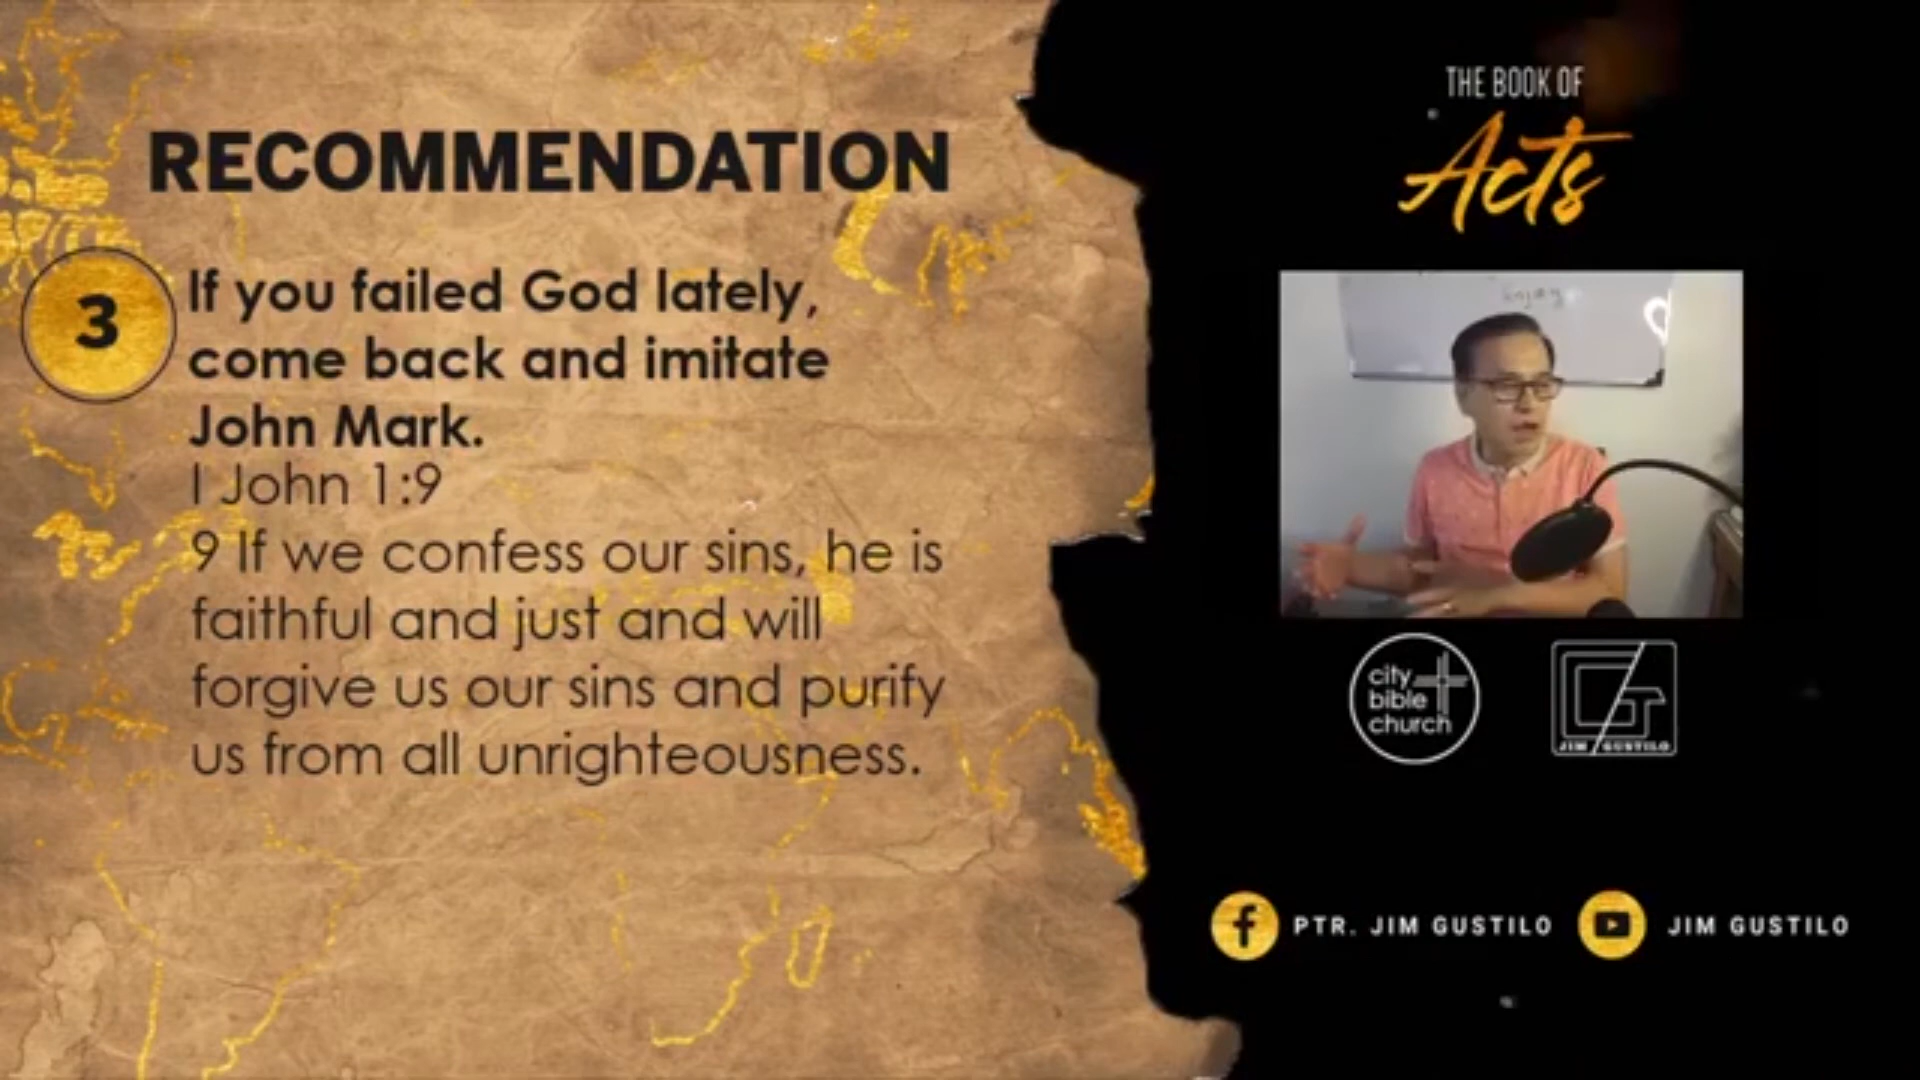 RECOMMENDATION
3
If you failed God lately,
come back and imitate
John Mark.
I John 1:9
9 If we confess our sins, he is
faithful and just and will
forgive us our sins and purify
us from all unrighteousness.
THE BOOK OF
Acts
city
bible
church
JIM GUSTILO
PTR. JIM GUSTILO
JIM GUSTILO